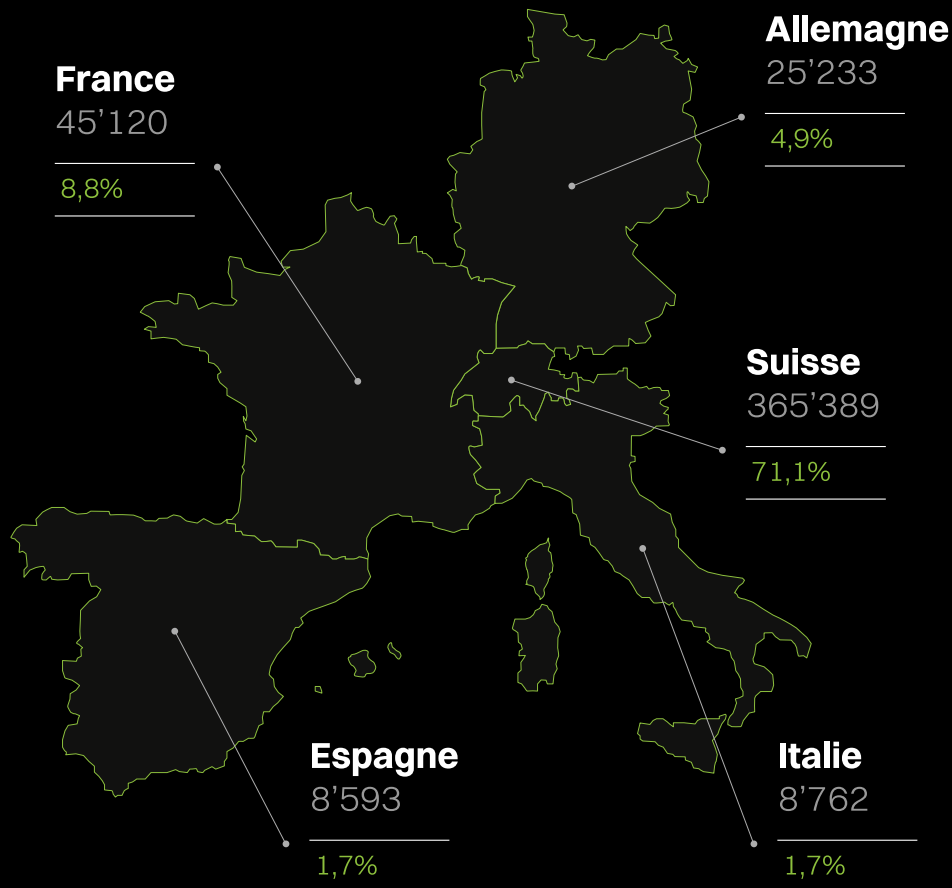 Allemagne
25’233
4,9%
France
45’120
8,8%
Suisse
365’389
71,1%
Espagne
8’593
1,7%
Italie
8’762
1,7%